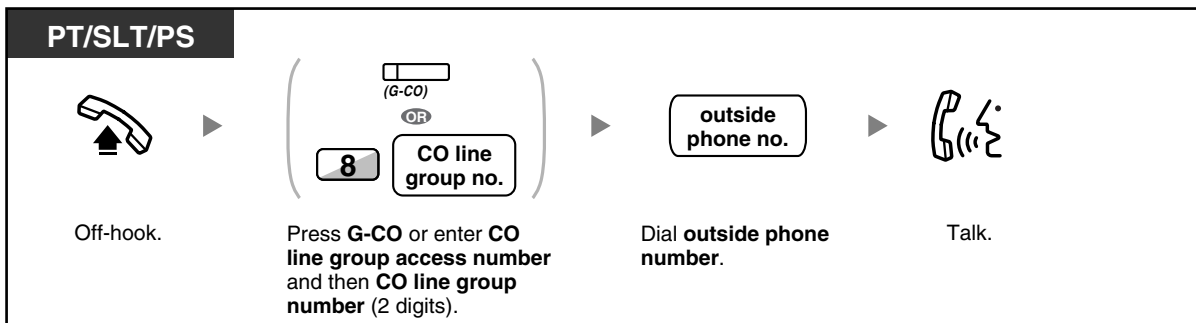 PT/SLT/PS
(G-CO)
OR
8
CO line
group no.
outside
phone no.
Off-hook.
Press G-CO or enter CO
line group access number
and then CO line group
number (2 digits).
Dial outside phone
number.
Talk.